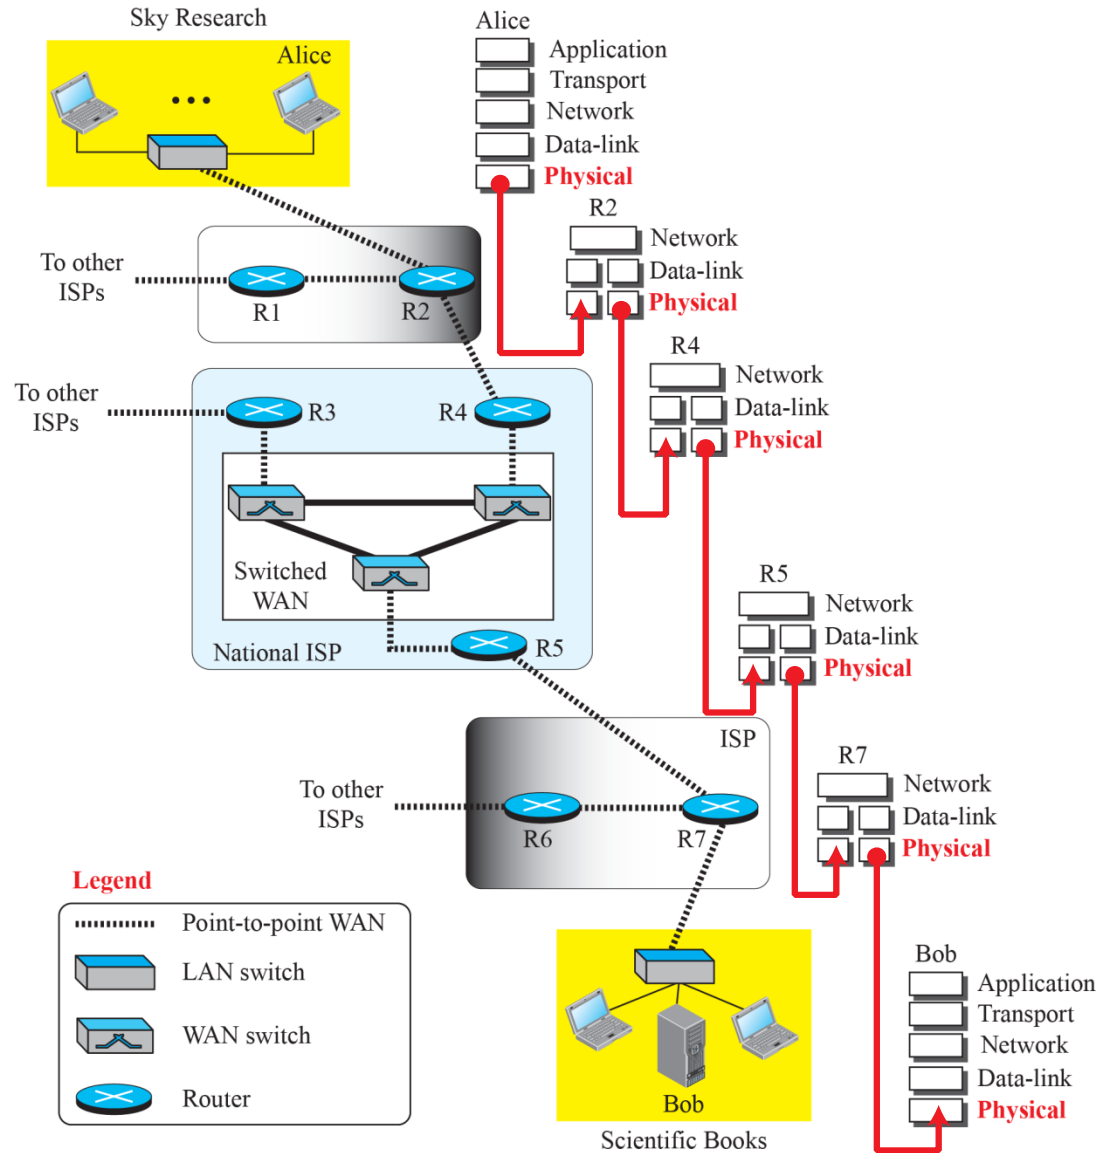 Sky Research
Alice
Alice
Application
Transport
Network
Data-link
Physical
R2
Network
Data-link
Physical
To other
ISPs
R1
R2
R4
Network
Data-link
Physical
To other
ISPs
R3
R4
Switched
WAN
National ISP
R5
R5
Network
Data-link
Physical
ISP
To other
ISPs
R6
R7
R7
Network
Data-link
Physical
Legend
Point-to-point WAN
LAN switch
WAN switch
Router
Bob
Scientific Books
Bob
Application
Transport
Network
Data-link
Physical